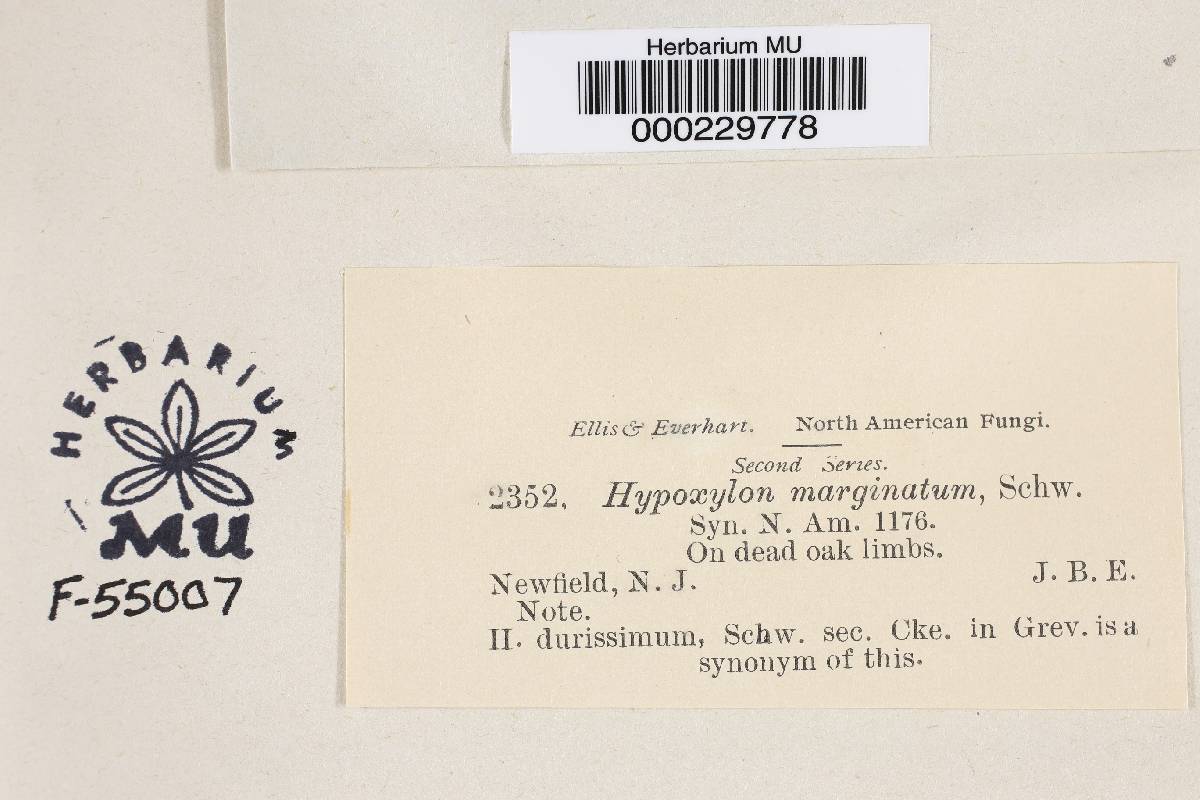 Herbarium MU
000229778
HERBARIUM
MU
F-55007
Ellis & Everhart. North American Fungi.
Second Series.
2352. Hypoxylon marginatum, Schw.
Syn. N. Am. 1176.
On dead oak limbs.
Newfield, N. J. J. B. E.
Note.
H. durissimum, Schw. sec. Cke. in Grev. is a
synonym of this.